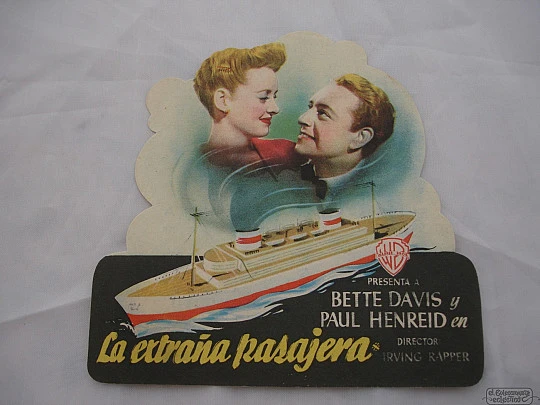 WB
PRESENTA A
BETTE DAVIS y
PAUL HENREID en
La extraña pasajera
DIRECTOR
IRVING RAPPER